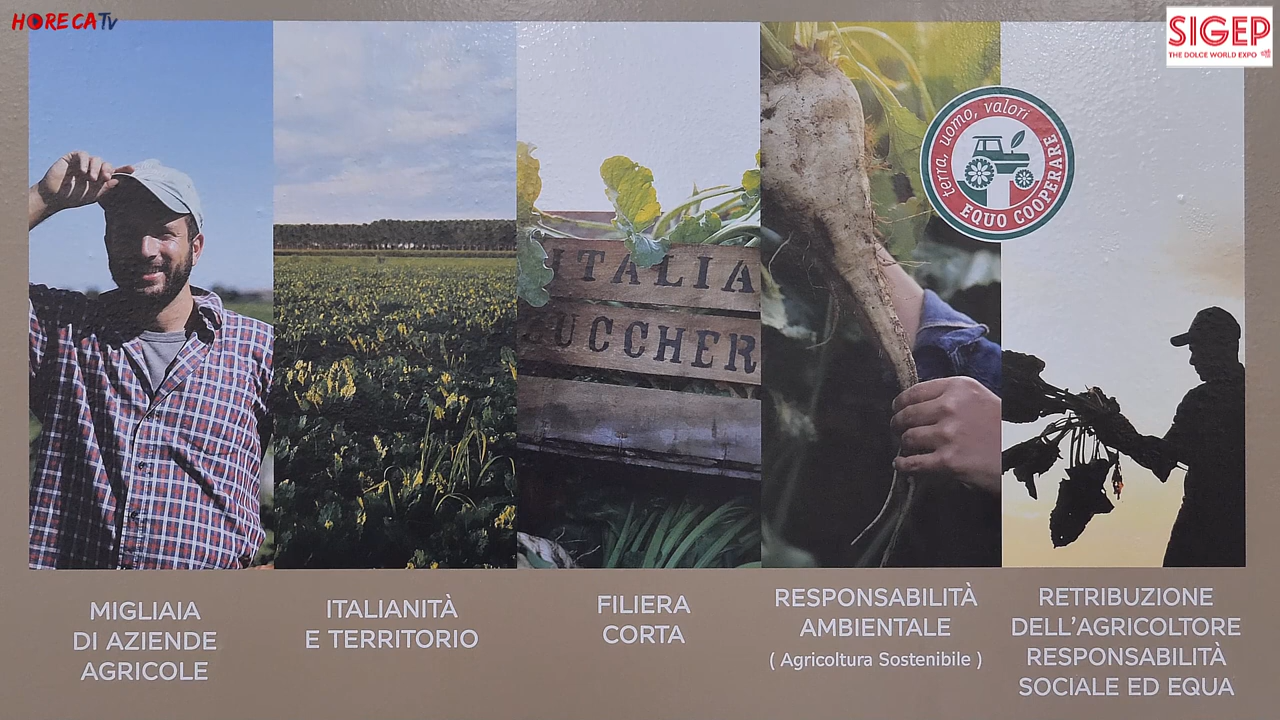 HORECATV
SIGEP
THE DOLCE WORLD EXPO
terra, uomo, valori
EQUO COOPERARE
ITALIA
ZUCCHER
MIGLIAIA
DI AZIENDE
AGRICOLE
ITALIANITÀ
E TERRITORIO
FILIERA
CORTA
RESPONSABILITÀ
AMBIENTALE
( Agricoltura Sostenibile )
RETRIBUZIONE
DELL’AGRICOLTORE
RESPONSABILITÀ
SOCIALE ED EQUA